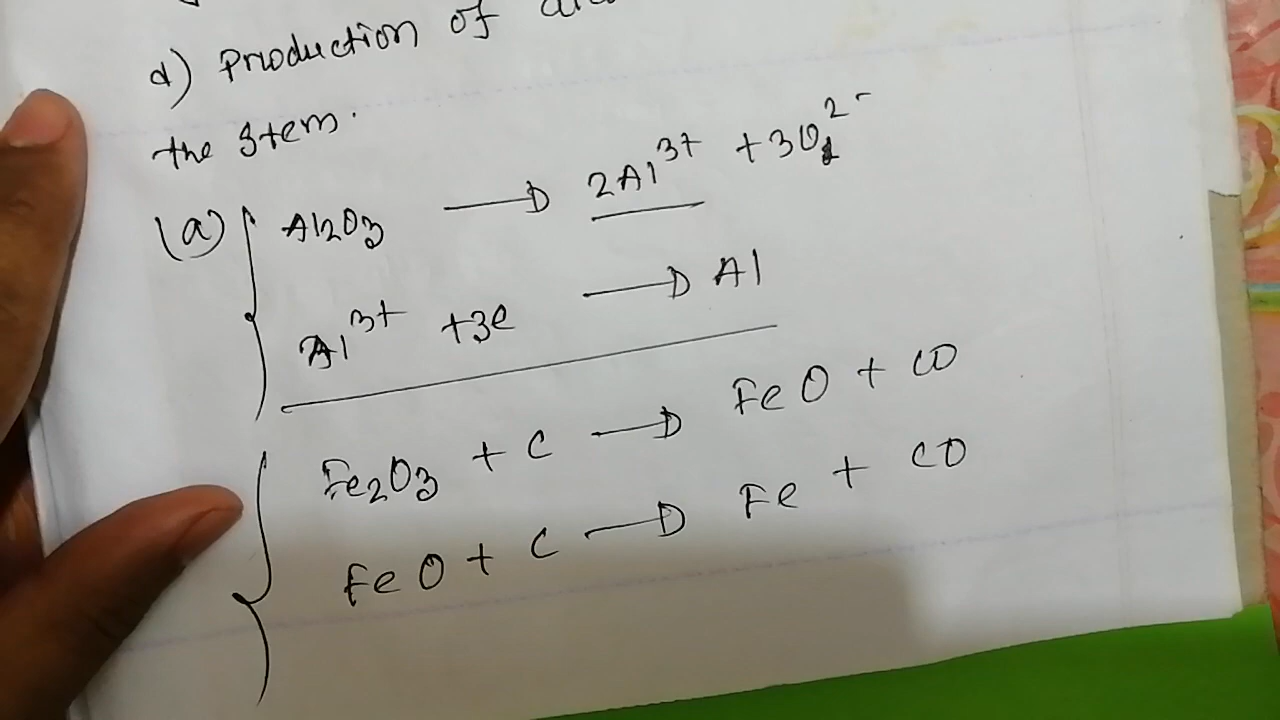 d) Production of
the stem.
(a) Al2O3 → 2Al³⁺ + 3O²⁻
Al³⁺ + 3e → Al
Fe2O3 + C → FeO + CO
FeO + C → Fe + CO